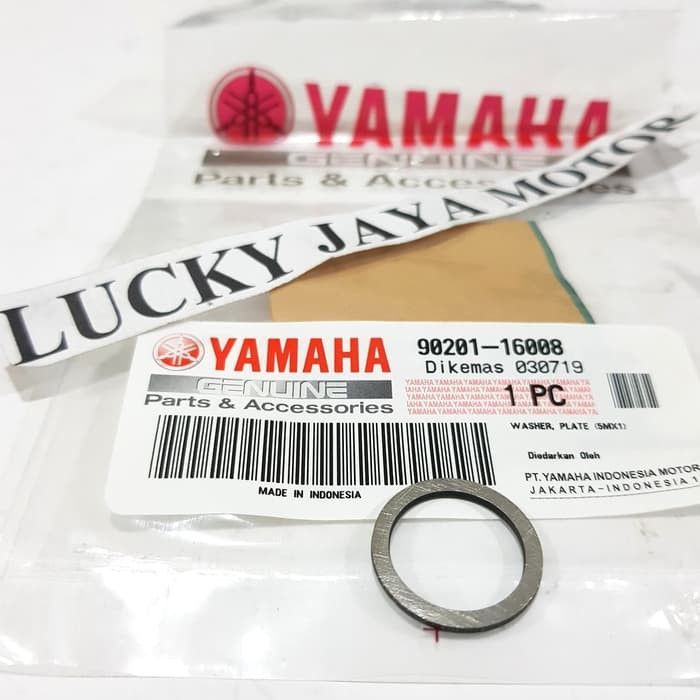 YAMAHA
GENUINE
Parts & Accessories
LUCKY JAYA MOTOR
YAMAHA
GENUINE
Parts & Accessories
90201-16008
Dikemas 030719
1 PC
WASHER, PLATE (5MX1)
MADE IN INDONESIA
Diedarkan Oleh
PT. YAMAHA INDONESIA MOTOR
JAKARTA-INDONESIA 1